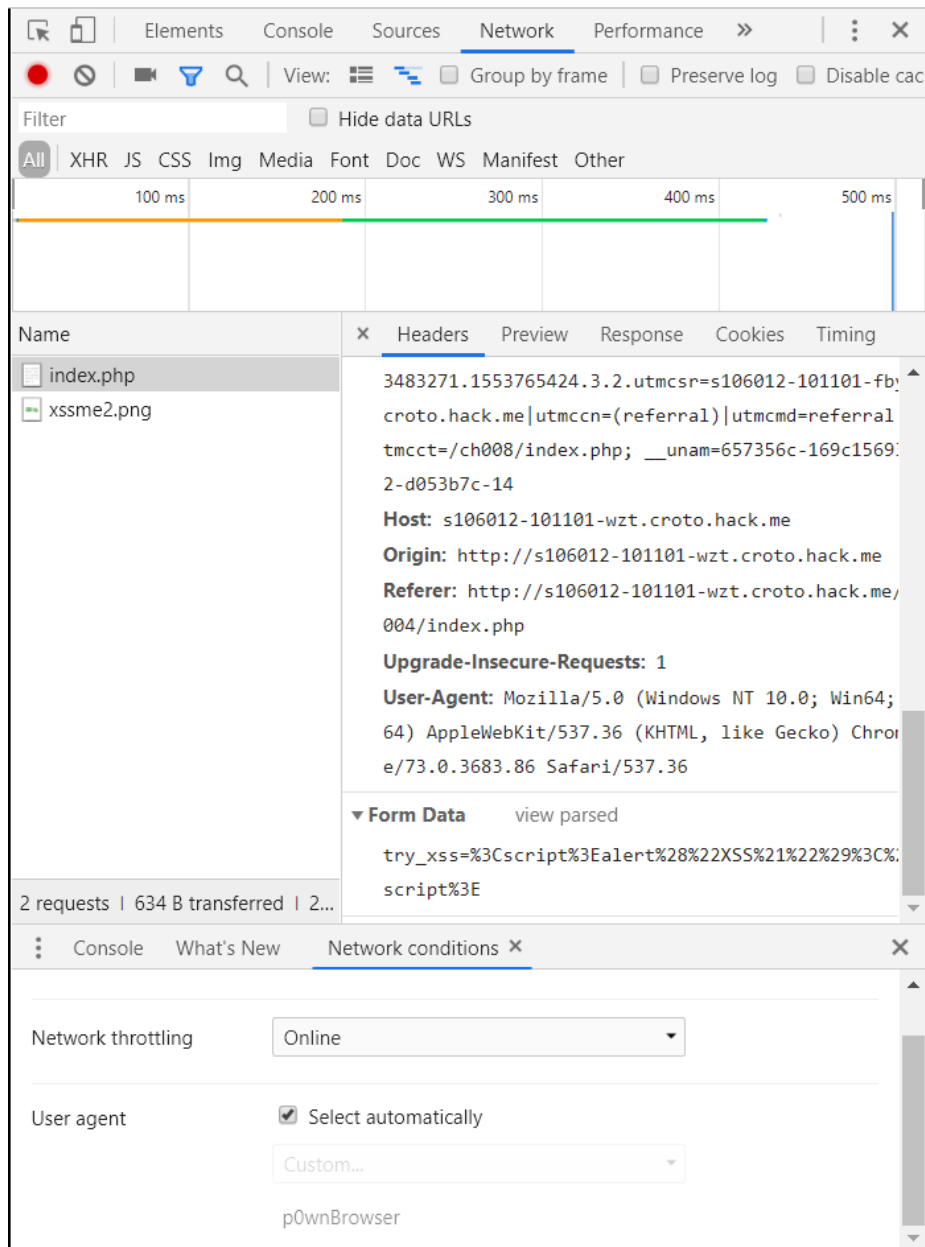 Elements Console Sources Network Performance »
View: Group by frame Preserve log Disable cac
Filter Hide data URLs
All XHR JS CSS Img Media Font Doc WS Manifest Other
100 ms 200 ms 300 ms 400 ms 500 ms
Name × Headers Preview Response Cookies Timing
index.php
xssme2.png
3483271.1553765424.3.2.utmcsr=s106012-101101-fby
croto.hack.me|utmccn=(referral)|utmcmd=referral
tmcct=/ch008/index.php; __unam=657356c-169c1569
2-d053b7c-14
Host: s106012-101101-wzt.croto.hack.me
Origin: http://s106012-101101-wzt.croto.hack.me
Referer: http://s106012-101101-wzt.croto.hack.me/
004/index.php
Upgrade-Insecure-Requests: 1
User-Agent: Mozilla/5.0 (Windows NT 10.0; Win64;
64) AppleWebKit/537.36 (KHTML, like Gecko) Chrom
e/73.0.3683.86 Safari/537.36
Form Data view parsed
try_xss=%3Cscript%3Ealert%28%22XSS%21%22%29%3C%2
script%3E
2 requests | 634 B transferred | 2...
Console What's New Network conditions ×
Network throttling Online
User agent Select automatically
Custom...
p0wnBrowser